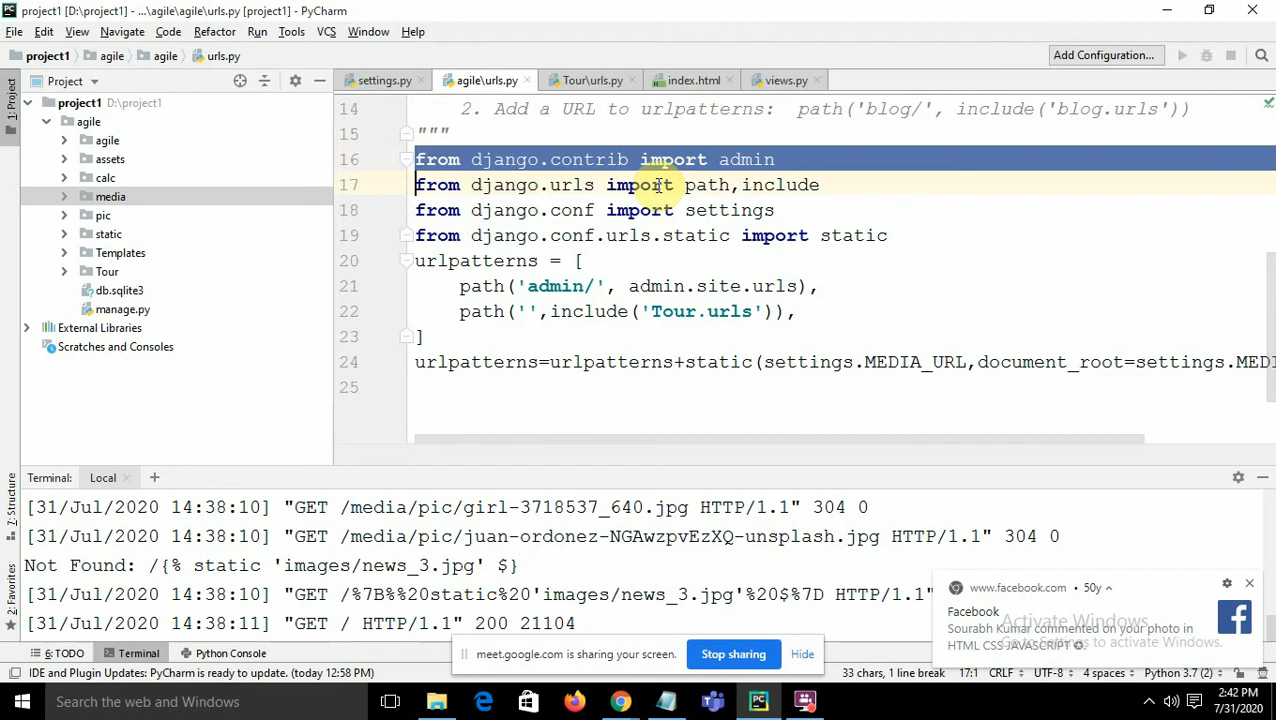 project1 [D:\project1] - ...\agile\urls.py [project1] - PyCharm
File Edit View Navigate Code Refactor Run Tools VCS Window Help
project1 agile agile urls.py Add Configuration...
1: Project
Project
settings.py agile\urls.py Tour\urls.py index.html views.py
project1 D:\project1
agile
agile
assets
calc
media
pic
static
Templates
Tour
db.sqlite3
manage.py
External Libraries
Scratches and Consoles
14 2. Add a URL to urlpatterns: path('blog/', include('blog.urls'))
15 """
16 from django.contrib import admin
17 from django.urls import path,include
18 from django.conf import settings
19 from django.conf.urls.static import static
20 urlpatterns = [
21 path('admin/', admin.site.urls),
22 path('',include('Tour.urls')),
23 ]
24 urlpatterns=urlpatterns+static(settings.MEDIA_URL,document_root=settings.MEDI
25
Terminal: Local
7: Structure
2: Favorites
[31/Jul/2020 14:38:10] "GET /media/pic/girl-3718537_640.jpg HTTP/1.1" 304 0
[31/Jul/2020 14:38:10] "GET /media/pic/juan-ordonez-NGAwzpvEzXQ-unsplash.jpg HTTP/1.1" 304 0
Not Found: /{% static 'images/news_3.jpg' $}
[31/Jul/2020 14:38:10] "GET /%7B%%20static%20'images/news_3.jpg'%20$%7D HTTP/1.1"
[31/Jul/2020 14:38:11] "GET / HTTP/1.1" 200 21104
www.facebook.com • 50y
Facebook
Sourabh Kumar commented on your photo in
HTML CSS JAVASCRIPT
Activate Windows
Go to Settings to activate Windows.
meet.google.com is sharing your screen. Stop sharing Hide
6: TODO Terminal Python Console
IDE and Plugin Updates: PyCharm is ready to update. (today 12:58 PM) 33 chars, 1 line break 17:1 CRLF UTF-8 4 spaces Python 3.7 (2)
Search the web and Windows
2:42 PM
7/31/2020